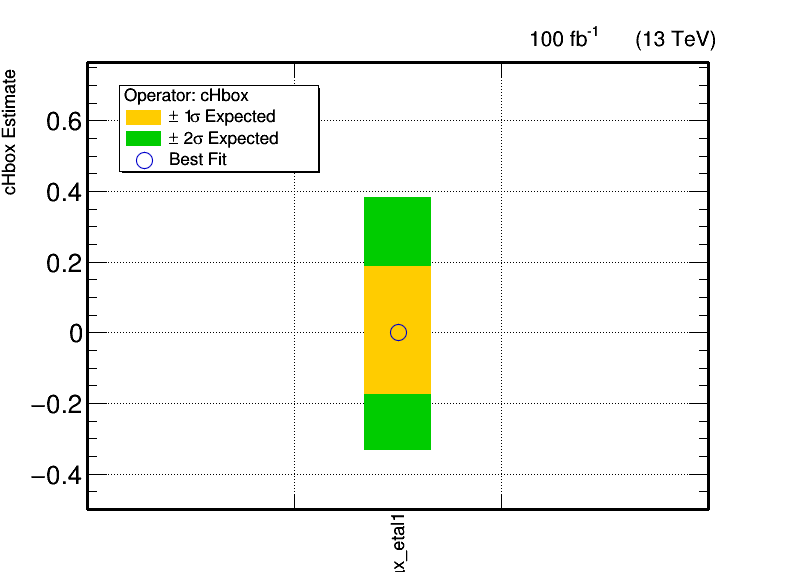 100 fb-1 (13 TeV)
cHbox Estimate
Operator: cHbox
± 1σ Expected
± 2σ Expected
Best Fit
0.6
0.4
0.2
0
−0.2
−0.4
ax_etal1